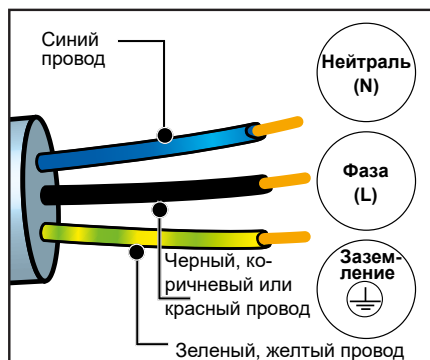 Синий
провод
Нейтраль
(N)
Фаза
(L)
Зазем-
ление
Черный, ко-
ричневый или
красный провод
Зеленый, желтый провод